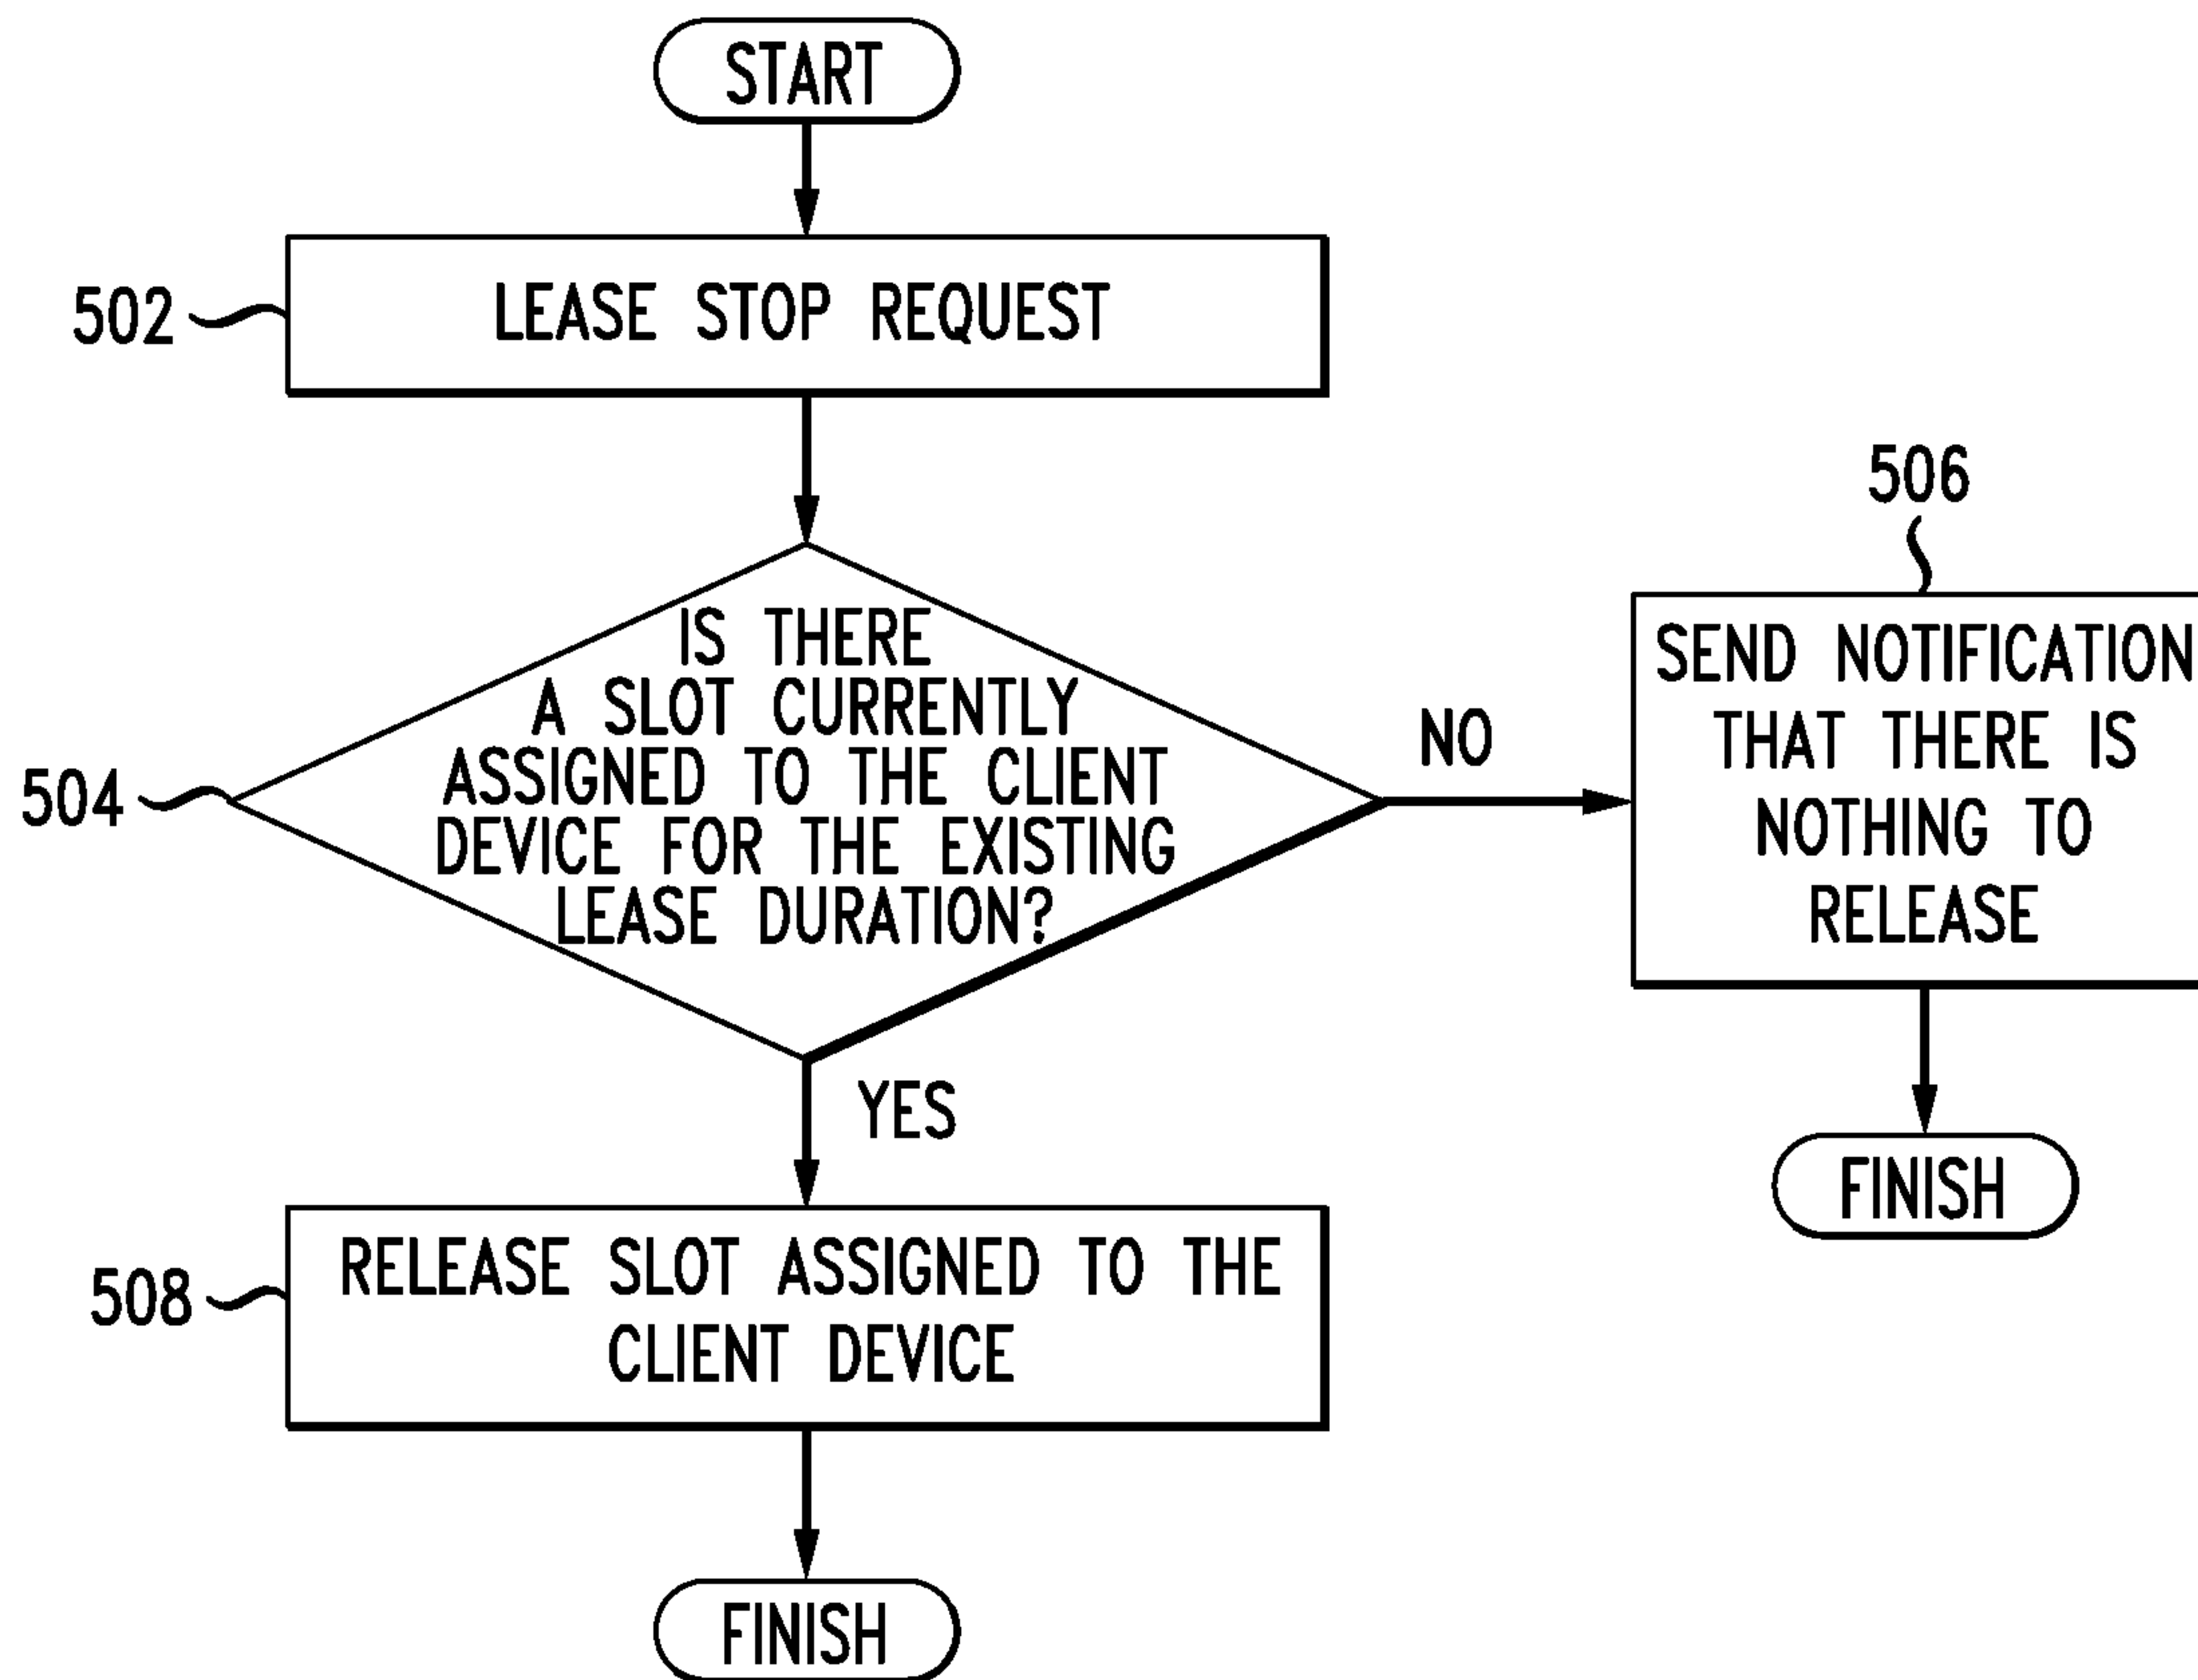 START
502
LEASE STOP REQUEST
504
IS THERE
A SLOT CURRENTLY
ASSIGNED TO THE CLIENT
DEVICE FOR THE EXISTING
LEASE DURATION?
NO
506
SEND NOTIFICATION
THAT THERE IS
NOTHING TO
RELEASE
FINISH
YES
508
RELEASE SLOT ASSIGNED TO THE
CLIENT DEVICE
FINISH